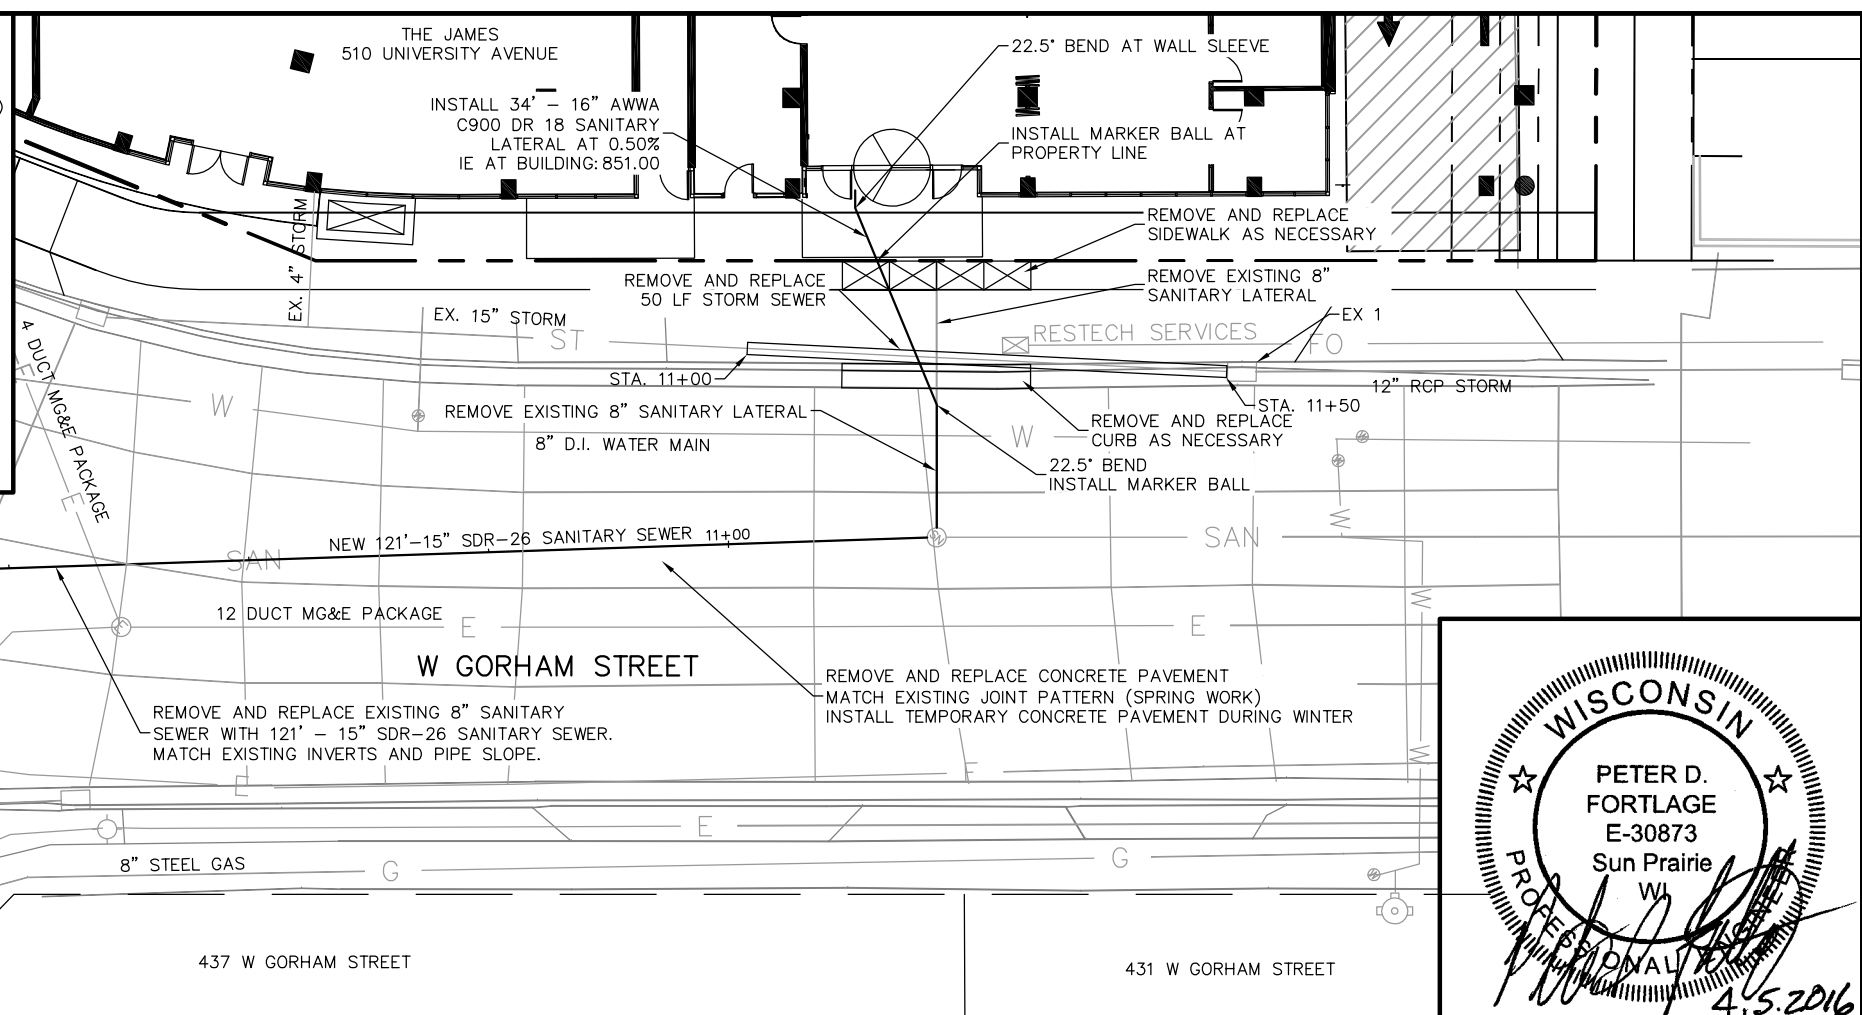 THE JAMES
510 UNIVERSITY AVENUE
22.5° BEND AT WALL SLEEVE
INSTALL 34' - 16" AWWA
C900 DR 18 SANITARY
LATERAL AT 0.50%
IE AT BUILDING: 851.00
INSTALL MARKER BALL AT
PROPERTY LINE
EX. 4" STORM
REMOVE AND REPLACE
SIDEWALK AS NECESSARY
REMOVE AND REPLACE
50 LF STORM SEWER
REMOVE EXISTING 8"
SANITARY LATERAL
EX. 15" STORM
ST
RESTECH SERVICES
FO
EX 1
4 DUCT MG&E PACKAGE
E
E
STA. 11+00
12" RCP STORM
W
REMOVE EXISTING 8" SANITARY LATERAL
STA. 11+50
REMOVE AND REPLACE
CURB AS NECESSARY
8" D.I. WATER MAIN
W
22.5° BEND
INSTALL MARKER BALL
W
NEW 121'-15" SDR-26 SANITARY SEWER
11+00
SAN
SAN
S
W
12 DUCT MG&E PACKAGE
E
E
E
W GORHAM STREET
REMOVE AND REPLACE CONCRETE PAVEMENT
MATCH EXISTING JOINT PATTERN (SPRING WORK)
INSTALL TEMPORARY CONCRETE PAVEMENT DURING WINTER
REMOVE AND REPLACE EXISTING 8" SANITARY
SEWER WITH 121' - 15" SDR-26 SANITARY SEWER.
MATCH EXISTING INVERTS AND PIPE SLOPE.
W
E
E
E
8" STEEL GAS
G
G
437 W GORHAM STREET
431 W GORHAM STREET
WISCONSIN
PETER D.
FORTLAGE
E-30873
Sun Prairie
WI
PROFESSIONAL ENGINEER
4.5.2016